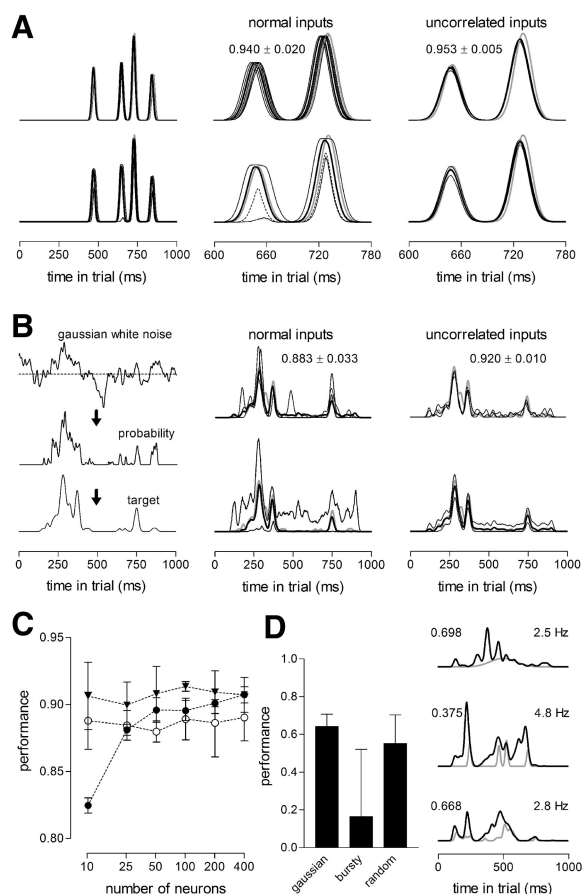 A
normal inputs
uncorrelated inputs
0.940 ± 0.020
0.953 ± 0.005
0 250 500 750 1000
600 660 720 780
600 660 720 780
time in trial (ms)
time in trial (ms)
time in trial (ms)
B
gaussian white noise
normal inputs
uncorrelated inputs
0.883 ± 0.033
0.920 ± 0.010
probability
target
0 250 500 750 1000
0 250 500 750 1000
0 250 500 750 1000
time in trial (ms)
time in trial (ms)
time in trial (ms)
C
performance
0.95
0.90
0.85
0.80
10 25 50 100 200 400
number of neurons
D
performance
1.0
0.8
0.6
0.4
0.2
0.0
gaussian
bursty
random
0.698
2.5 Hz
0.375
4.8 Hz
0.668
2.8 Hz
0 500 1000
time in trial (ms)